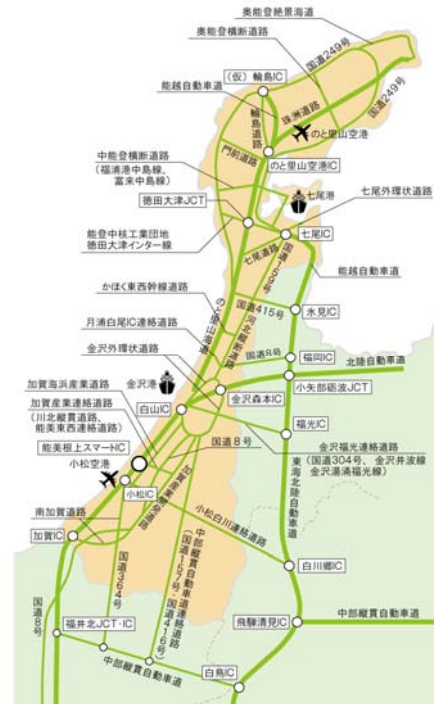 奥能登絶景海道
奥能登横断道路
国道249号
(仮)輪島IC
能越自動車道
珠洲道路
国道249号
輪島道路
のと里山空港
門前道路
のと里山空港IC
中能登横断道路
(福浦港中島線、
富来中島線)
七尾港
七尾外環状道路
徳田大津JCT
七尾IC
能登中核工業団地
徳田大津インター線
七尾道路
国道159号
能越自動車道
かほく東西幹線道路
のと里山海道
国道415号
氷見IC
月浦白尾IC連絡道路
河北縦断道路
国道8号
福岡IC
金沢外環状道路
北陸自動車道
加賀海浜産業道路
金沢港
小矢部砺波JCT
加賀産業連絡道路
(川北縦貫道路、
能美東西連絡道路)
白山IC
金沢森本IC
福光IC
国道8号
金沢福光連絡道路
(国道304号、金沢井波線
金沢湯涌福光線)
能美根上スマートIC
小松空港
小松IC
加賀産業開発道路
東海北陸自動車道
南加賀道路
小松白川連絡道路
加賀IC
国道364号
中部縦貫自動車道連絡道路
(国道157号・国道416号)
白川郷IC
国道8号
福井北JCT・IC
飛騨清見IC
中部縦貫自動車道
中部縦貫自動車道
白鳥IC